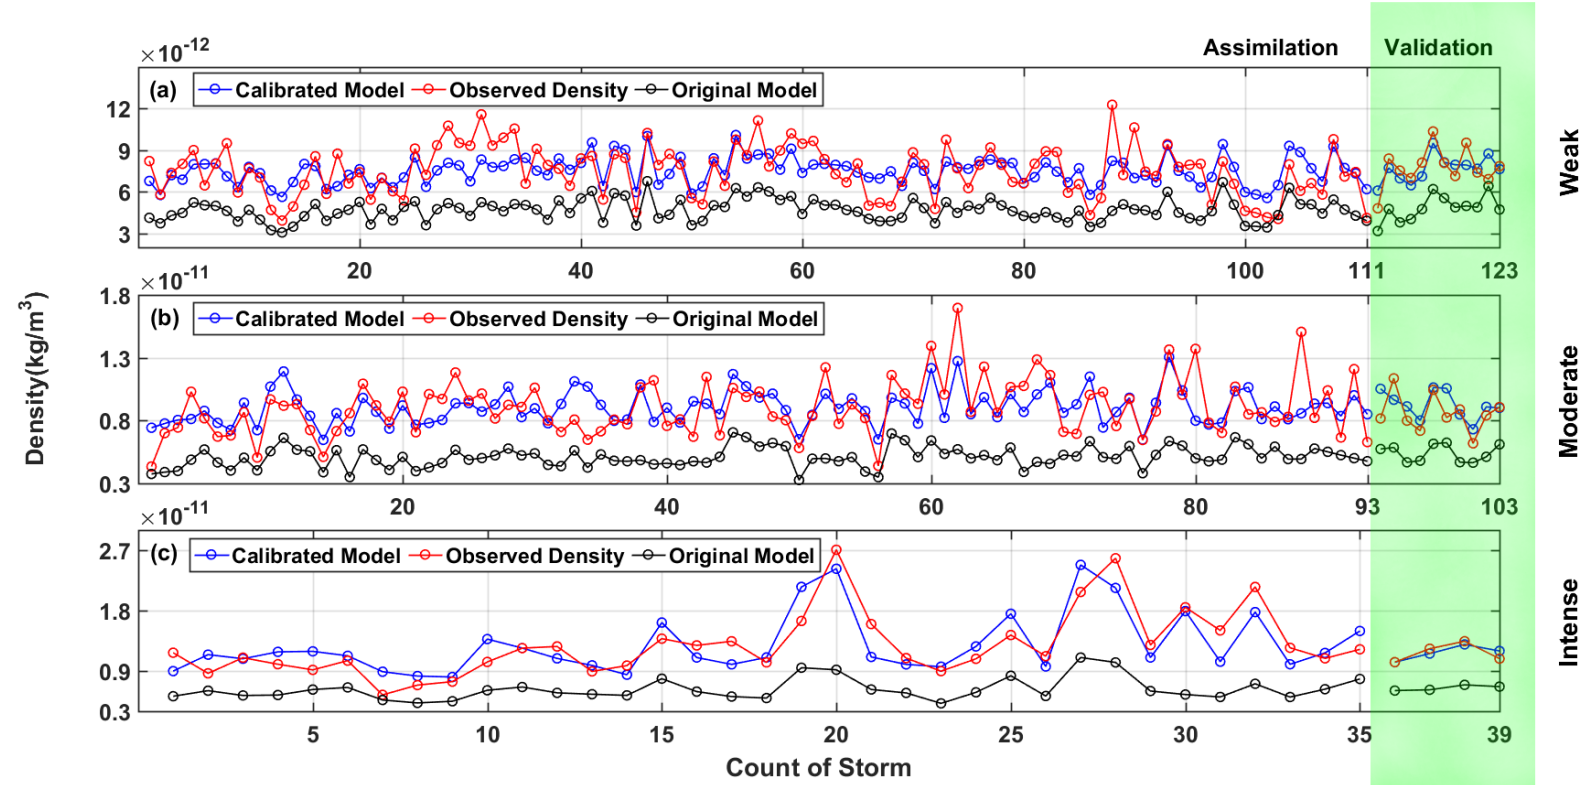 Assimilation Validation
×10-12
(a) Calibrated Model Observed Density Original Model
12
9
6
3
20 40 60 80 100 111 123
Weak
×10-11
(b) Calibrated Model Observed Density Original Model
1.8
1.3
0.8
0.3
20 40 60 80 93 103
Moderate
Density(kg/m3)
×10-11
(c) Calibrated Model Observed Density Original Model
2.7
1.8
0.9
0.3
5 10 15 20 25 30 35 39
Intense
Count of Storm